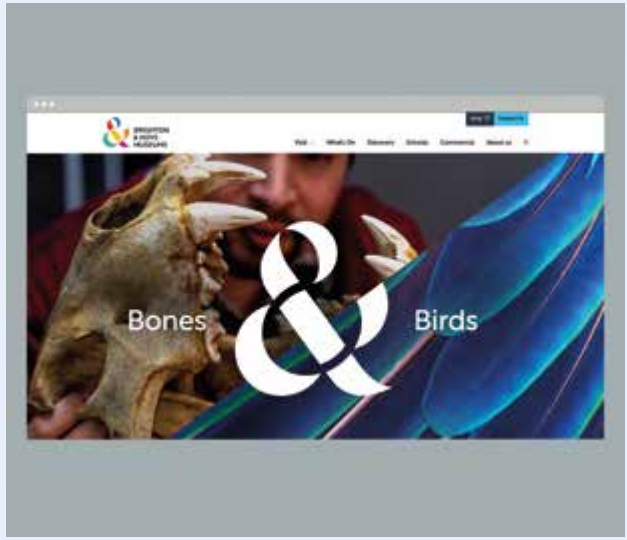 &
BRIGHTON
& HOVE
MUSEUMS
Visit
What's On
Discovery
Schools
Commercial
About us
Bones & Birds